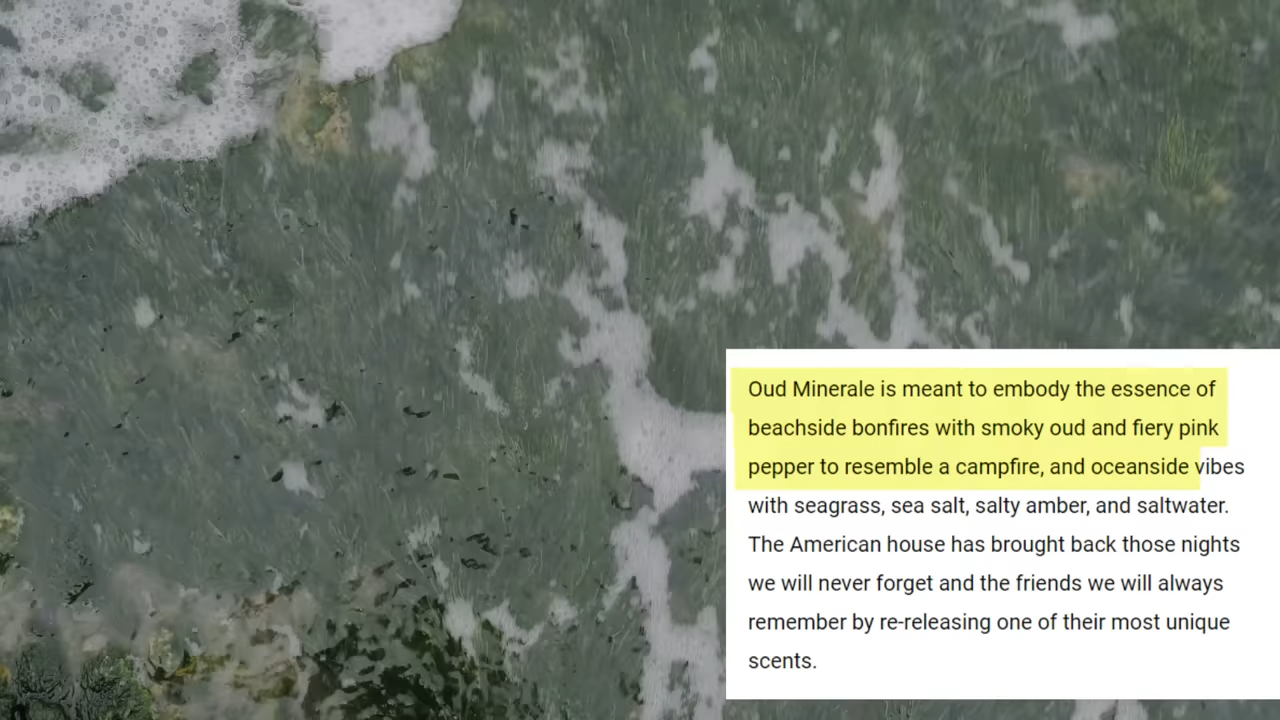 Oud Minerale is meant to embody the essence of
beachside bonfires with smoky oud and fiery pink
pepper to resemble a campfire, and oceanside vibes
with seagrass, sea salt, salty amber, and saltwater.
The American house has brought back those nights
we will never forget and the friends we will always
remember by re-releasing one of their most unique
scents.